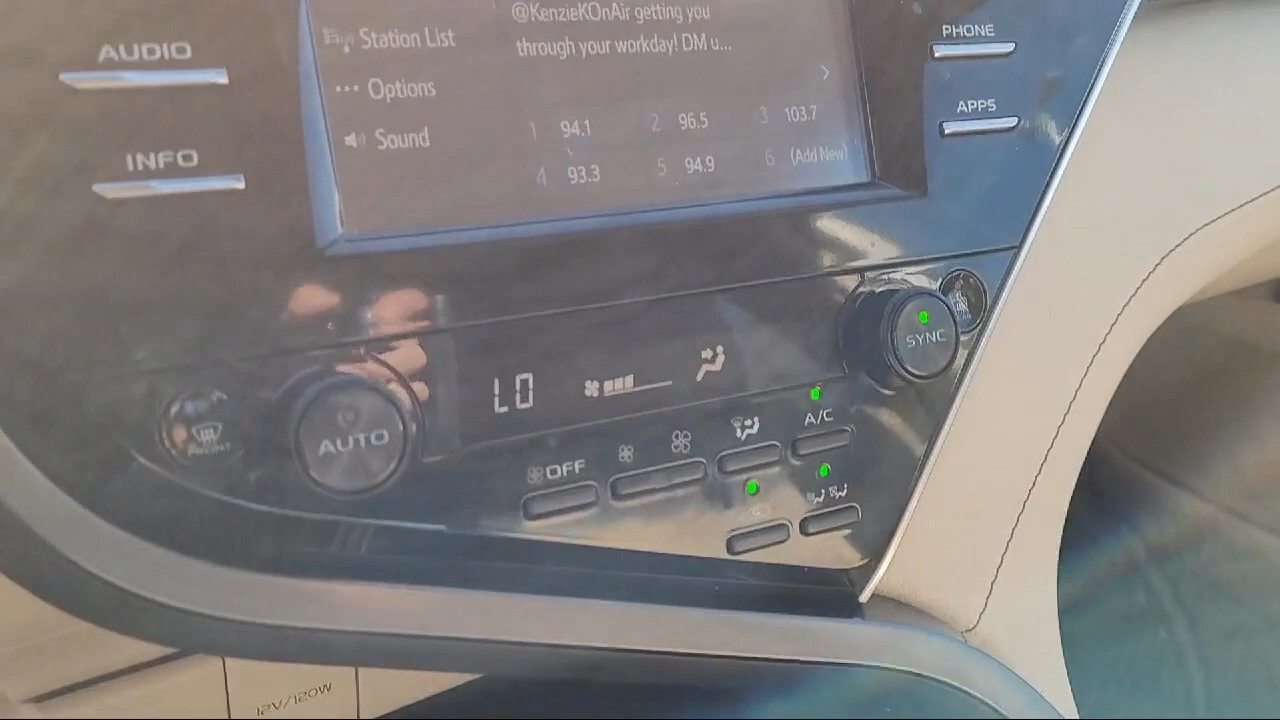 AUDIO
INFO
Station List
Options
Sound
@KenzieKOnAir getting you
through your workday! DM u...
1 94.1 2 96.5 3 103.7
4 93.3 5 94.9 6 (Add New)
PHONE
APPS
FRONT
AUTO
LO
SYNC
OFF
A/C
12V/120W